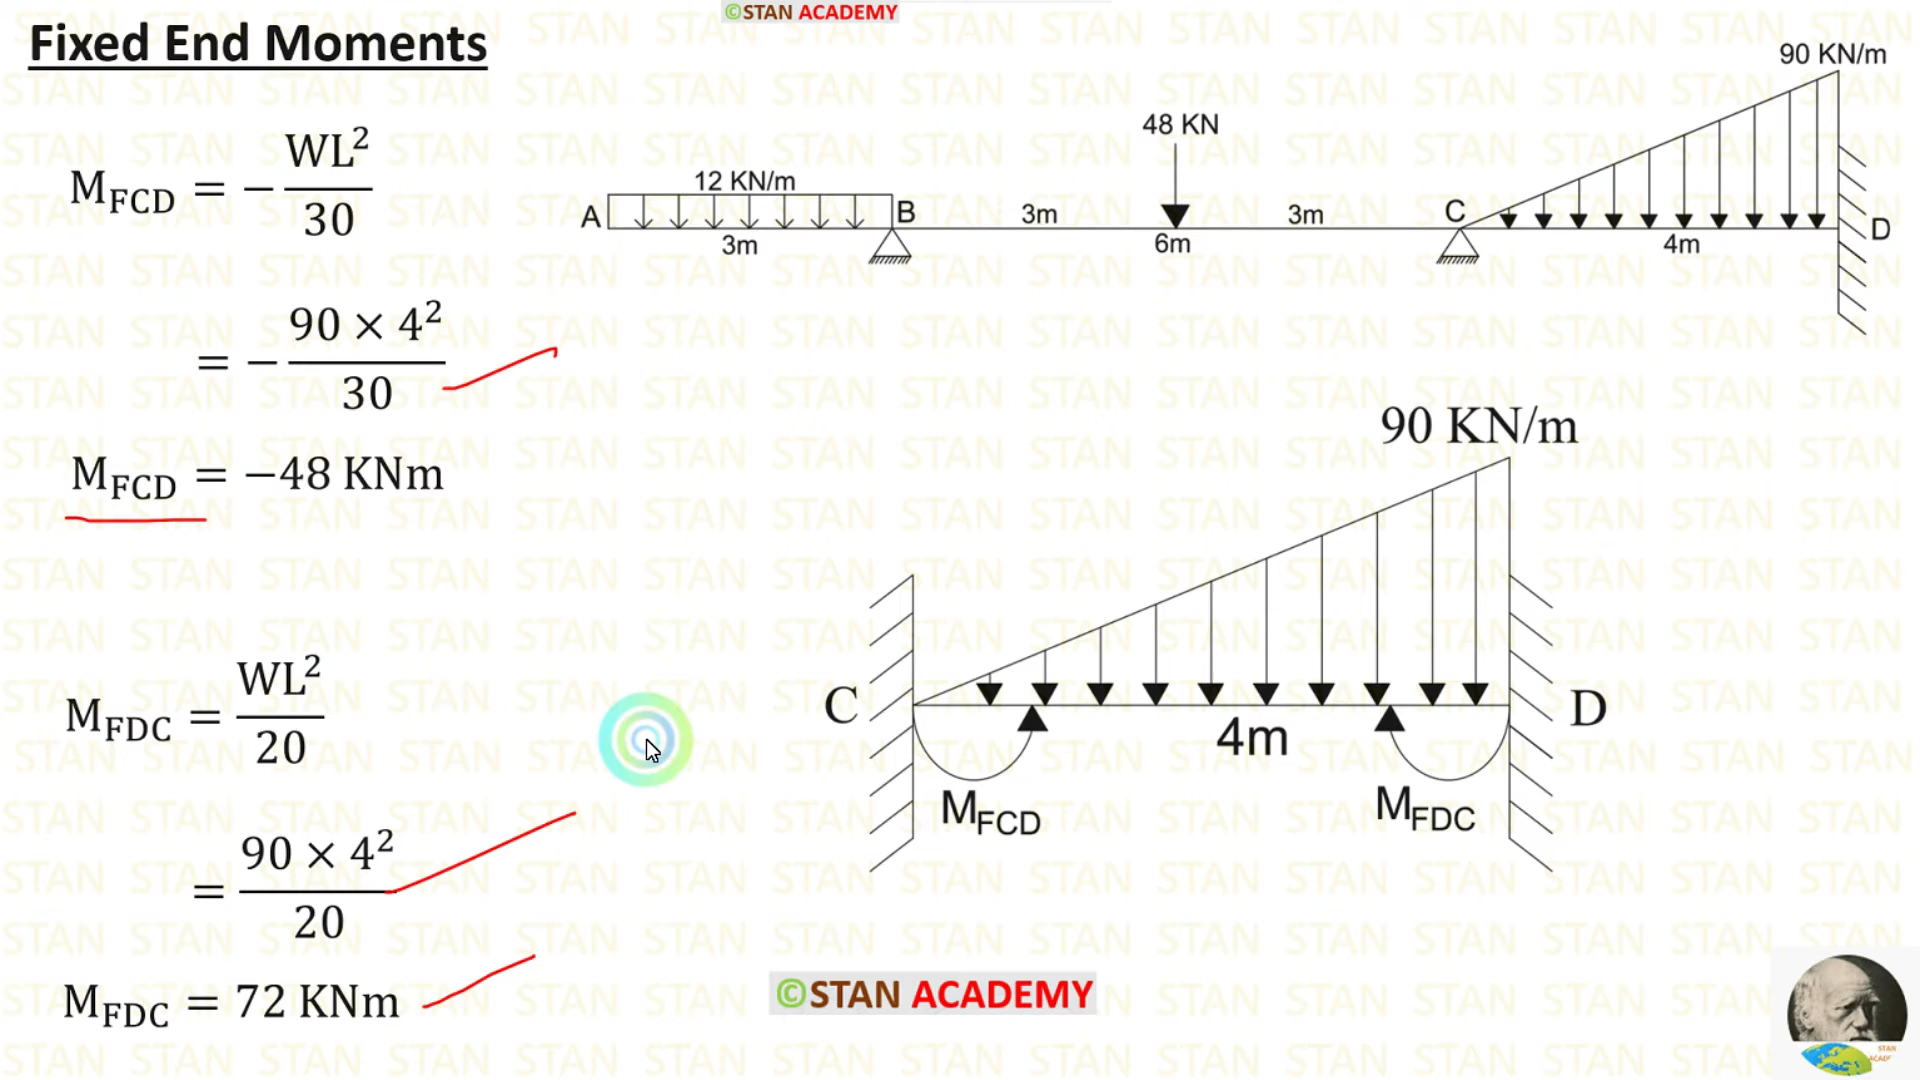 ©STAN ACADEMY
Fixed End Moments
M_FCD = − WL²/30
= − 90 × 4²/30
M_FCD = −48 KNm
M_FDC = WL²/20
= 90 × 4²/20
M_FDC = 72 KNm
90 KN/m
48 KN
12 KN/m
A B 3m 3m C D
3m 6m 4m
90 KN/m
C 4m D
M_FCD M_FDC
©STAN ACADEMY